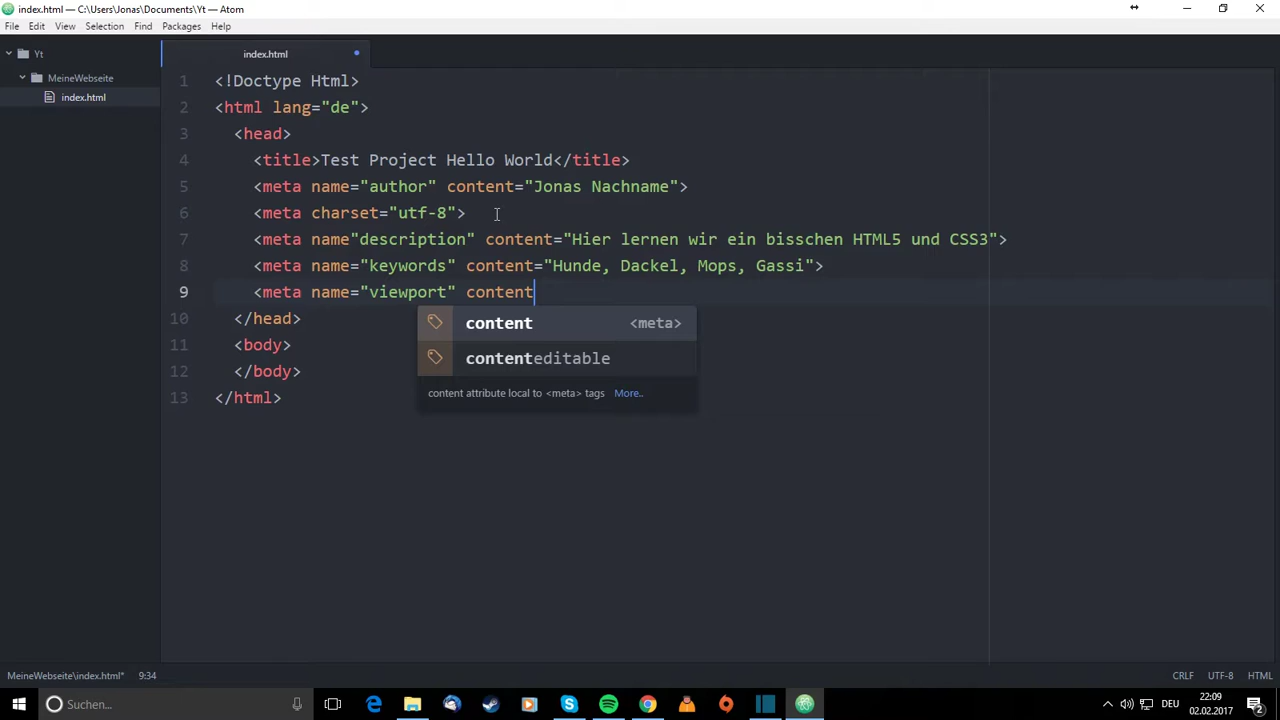 index.html — C:\Users\Jonas\Documents\Yt — Atom
File Edit View Selection Find Packages Help
Yt
MeineWebseite
index.html
index.html
1 <!Doctype Html>
2 <html lang="de">
3 <head>
4 <title>Test Project Hello World</title>
5 <meta name="author" content="Jonas Nachname">
6 <meta charset="utf-8">
7 <meta name"description" content="Hier lernen wir ein bisschen HTML5 und CSS3">
8 <meta name="keywords" content="Hunde, Dackel, Mops, Gassi">
9 <meta name="viewport" content
10 </head>
11 <body>
12 </body>
13 </html>
content <meta>
contenteditable
content attribute local to <meta> tags More..
MeineWebseite\index.html* 9:34 CRLF UTF-8 HTML
Suchen... DEU 22:09
02.02.2017 2